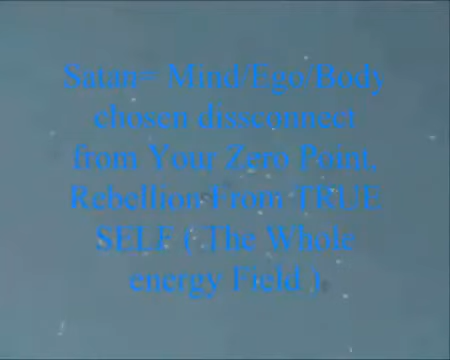 Satan= Mind/Ego/Body
chosen dissconnect
from Your Zero Point,
Rebellion From TRUE
SELF ( The Whole
energy Field )